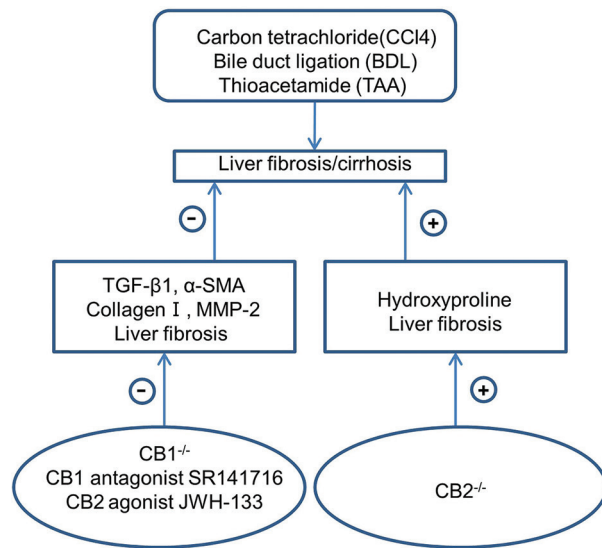 Carbon tetrachloride(CCl4)
Bile duct ligation (BDL)
Thioacetamide (TAA)
Liver fibrosis/cirrhosis
-
+
TGF-β1, α-SMA
Collagen Ⅰ, MMP-2
Liver fibrosis
Hydroxyproline
Liver fibrosis
-
+
CB1-/-
CB1 antagonist SR141716
CB2 agonist JWH-133
CB2-/-